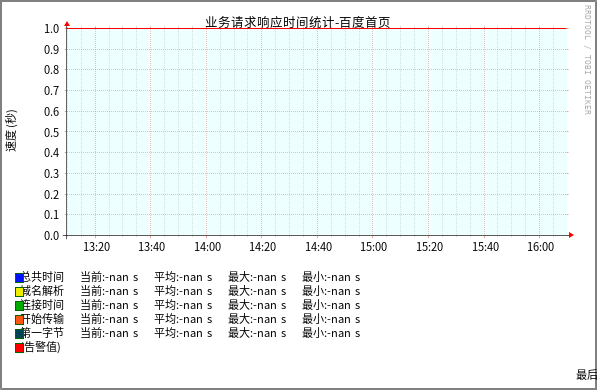 业务请求响应时间统计-百度首页
RRDTOOL / TOBI OETIKER
速度 (秒)
1.0
0.9
0.8
0.7
0.6
0.5
0.4
0.3
0.2
0.1
0.0
13:20 13:40 14:00 14:20 14:40 15:00 15:20 15:40 16:00
总共时间 当前:-nan s 平均:-nan s 最大:-nan s 最小:-nan s
域名解析 当前:-nan s 平均:-nan s 最大:-nan s 最小:-nan s
连接时间 当前:-nan s 平均:-nan s 最大:-nan s 最小:-nan s
开始传输 当前:-nan s 平均:-nan s 最大:-nan s 最小:-nan s
第一字节 当前:-nan s 平均:-nan s 最大:-nan s 最小:-nan s
告警值)
最后